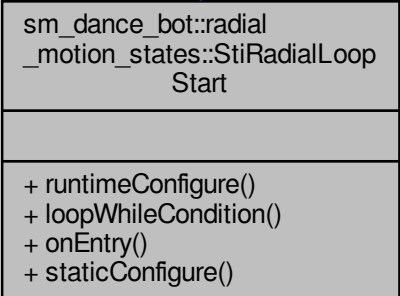 sm_dance_bot::radial
_motion_states::StiRadialLoop
Start
+ runtimeConfigure()
+ loopWhileCondition()
+ onEntry()
+ staticConfigure()